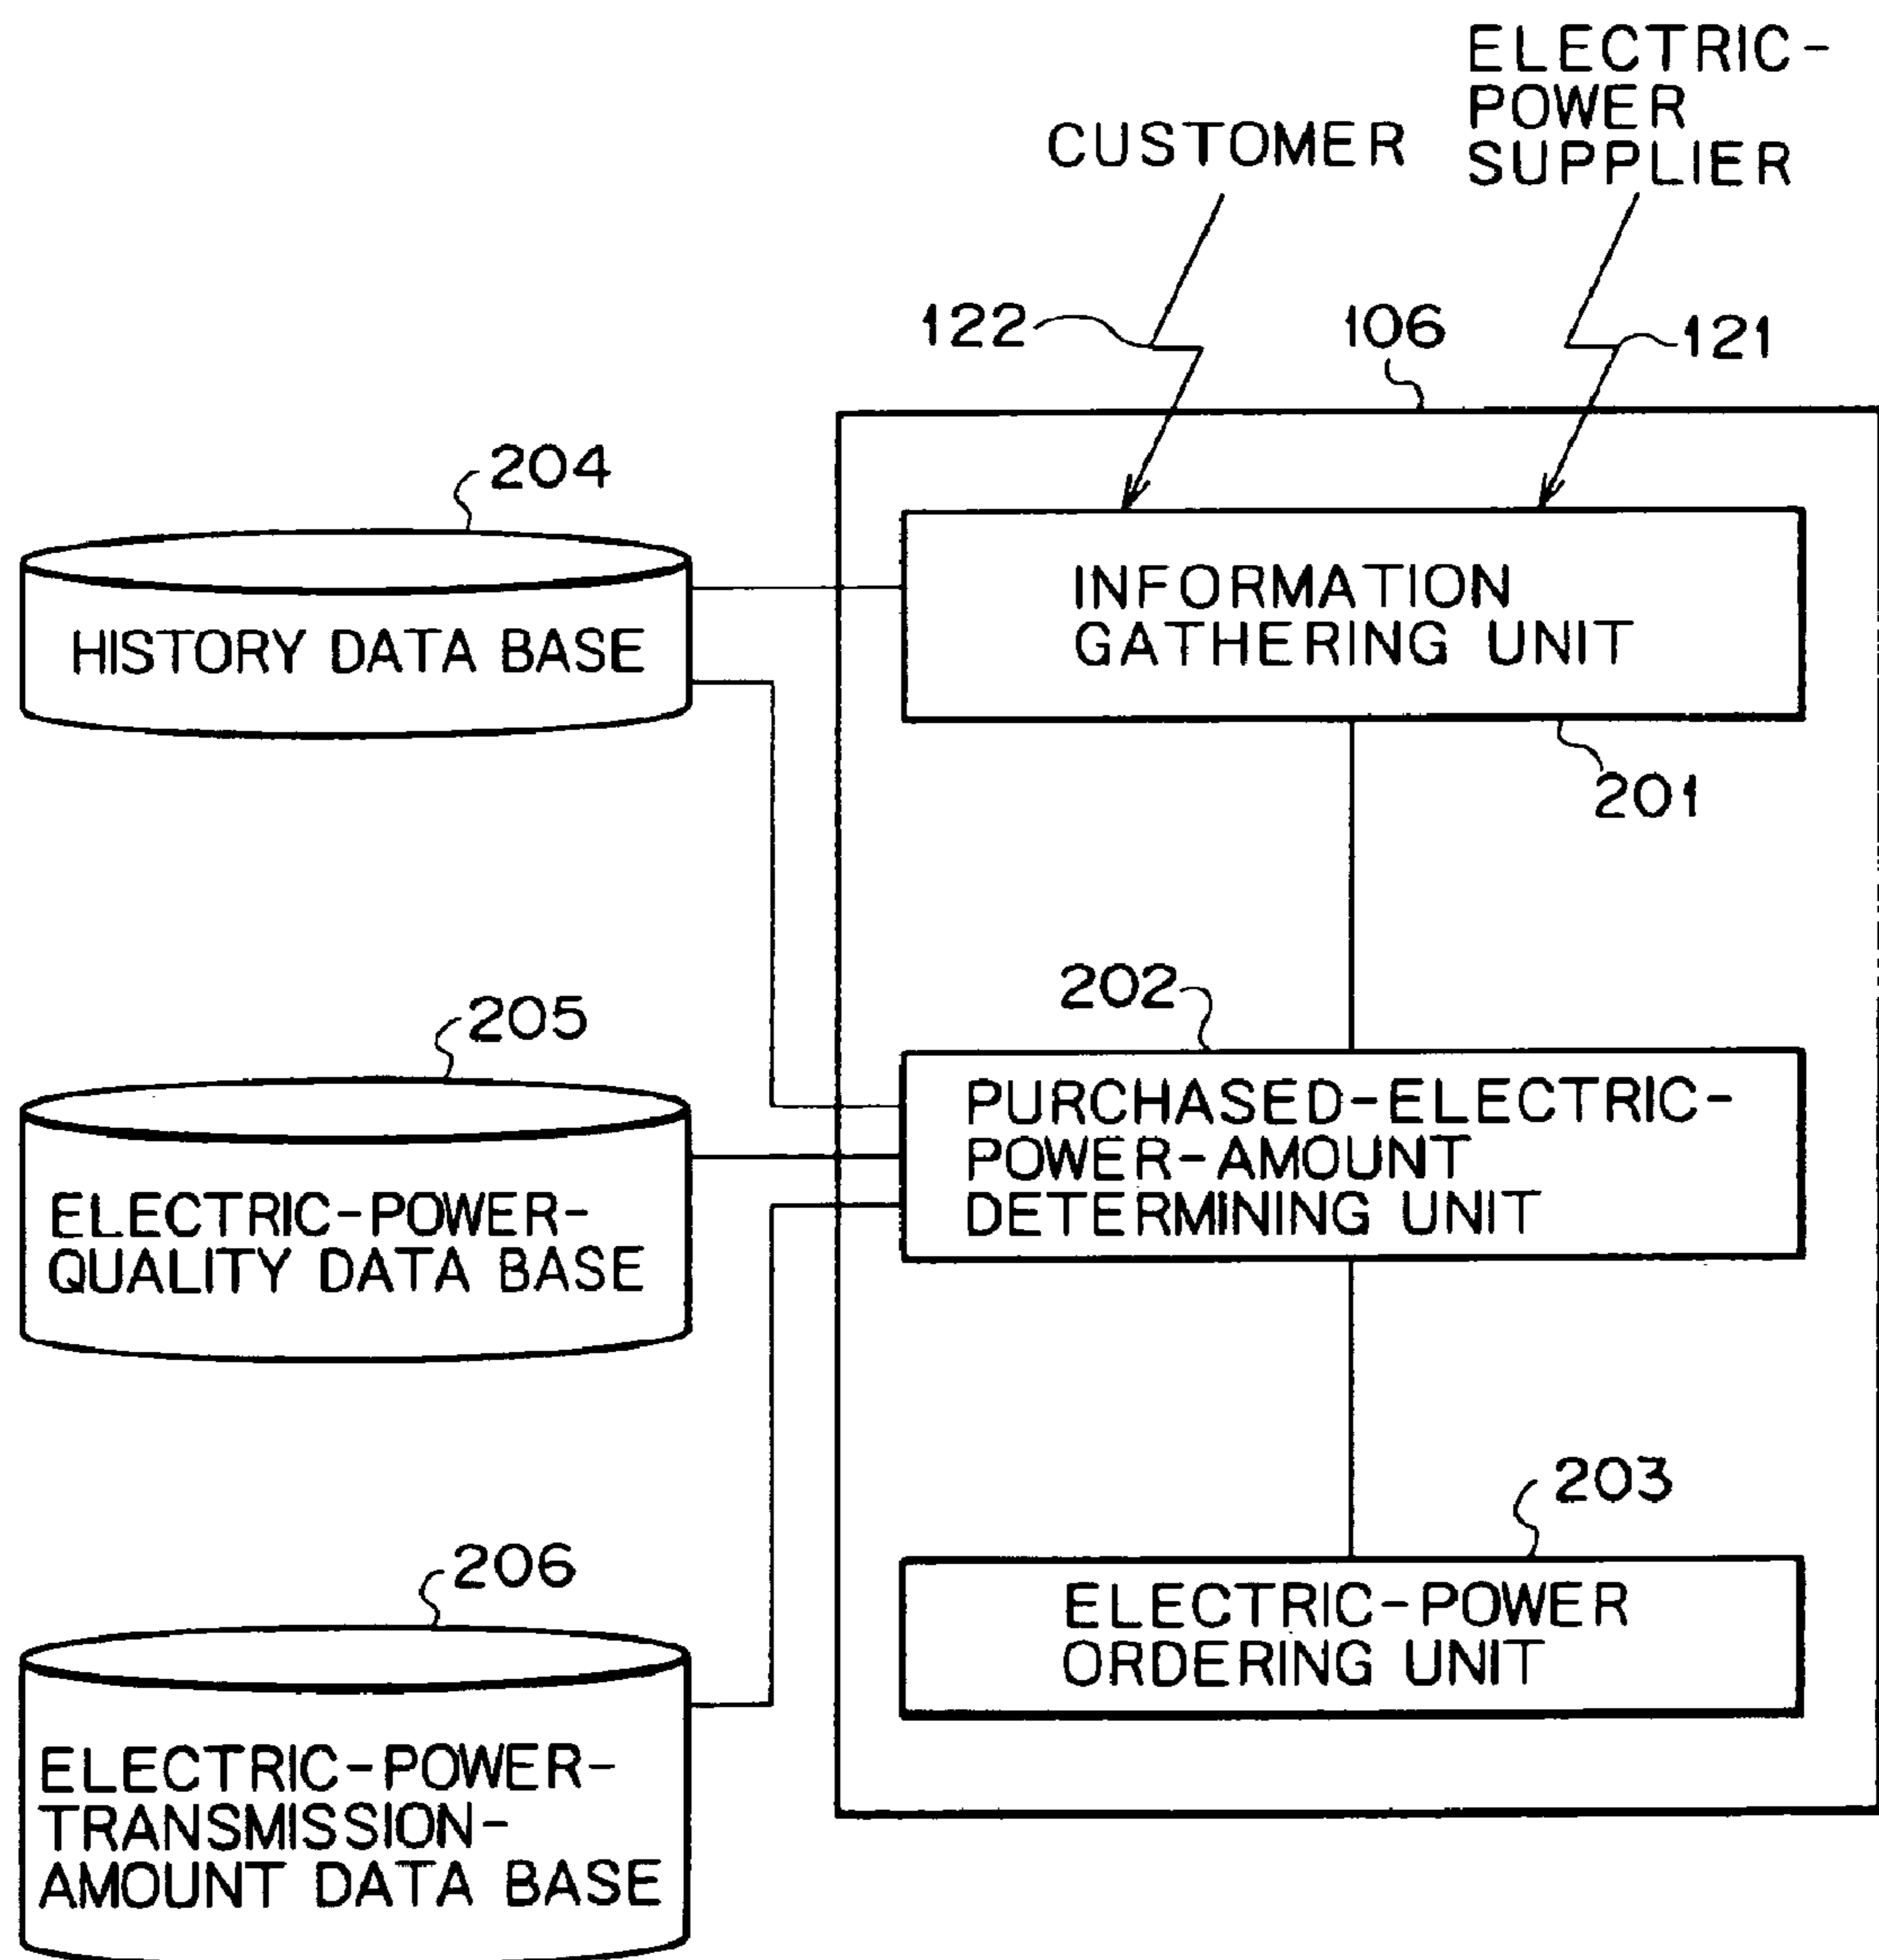 ELECTRIC-
POWER
SUPPLIER
CUSTOMER
122
106
121
204
HISTORY DATA BASE
INFORMATION
GATHERING UNIT
201
202
205
PURCHASED-ELECTRIC-
POWER-AMOUNT
DETERMINING UNIT
ELECTRIC-POWER-
QUALITY DATA BASE
203
206
ELECTRIC-POWER
ORDERING UNIT
ELECTRIC-POWER-
TRANSMISSION-
AMOUNT DATA BASE